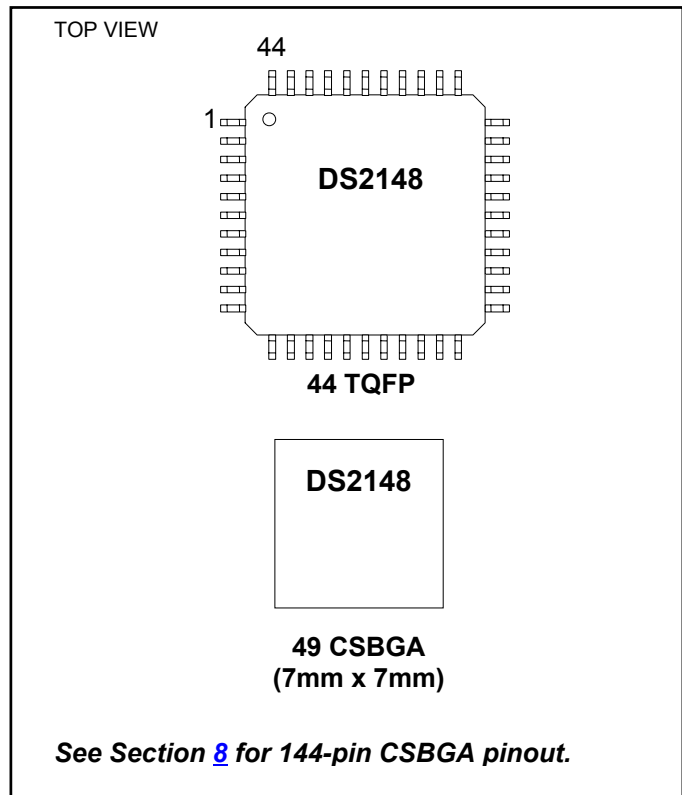 TOP VIEW
44
1
DS2148
44 TQFP
DS2148
49 CSBGA
(7mm x 7mm)
See Section 8 for 144-pin CSBGA pinout.